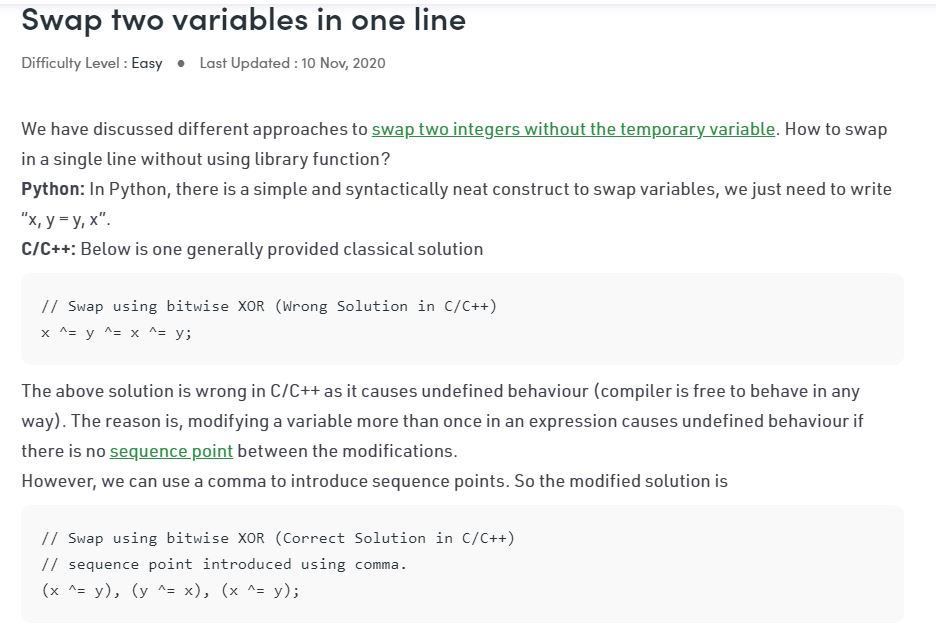 Swap two variables in one line
Difficulty Level : Easy ● Last Updated : 10 Nov, 2020
We have discussed different approaches to swap two integers without the temporary variable. How to swap
in a single line without using library function?
Python: In Python, there is a simple and syntactically neat construct to swap variables, we just need to write
“x, y = y, x”.
C/C++: Below is one generally provided classical solution
// Swap using bitwise XOR (Wrong Solution in C/C++)
x ^= y ^= x ^= y;
The above solution is wrong in C/C++ as it causes undefined behaviour (compiler is free to behave in any
way). The reason is, modifying a variable more than once in an expression causes undefined behaviour if
there is no sequence point between the modifications.
However, we can use a comma to introduce sequence points. So the modified solution is
// Swap using bitwise XOR (Correct Solution in C/C++)
// sequence point introduced using comma.
(x ^= y), (y ^= x), (x ^= y);